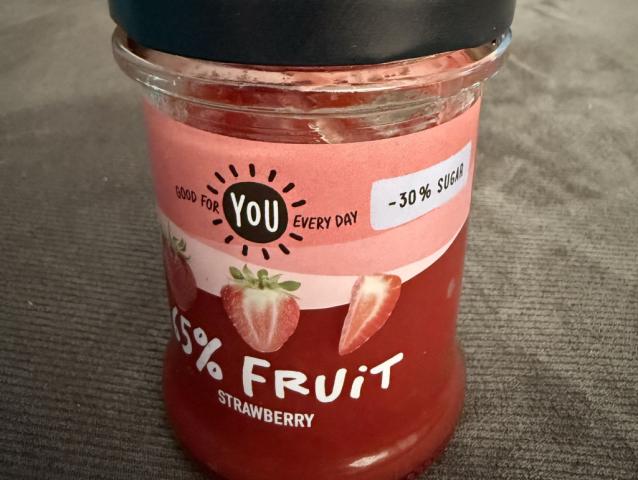 GOOD FOR YOU EVERY DAY
-30% SUGAR
5% FRUiT
STRAWBERRY